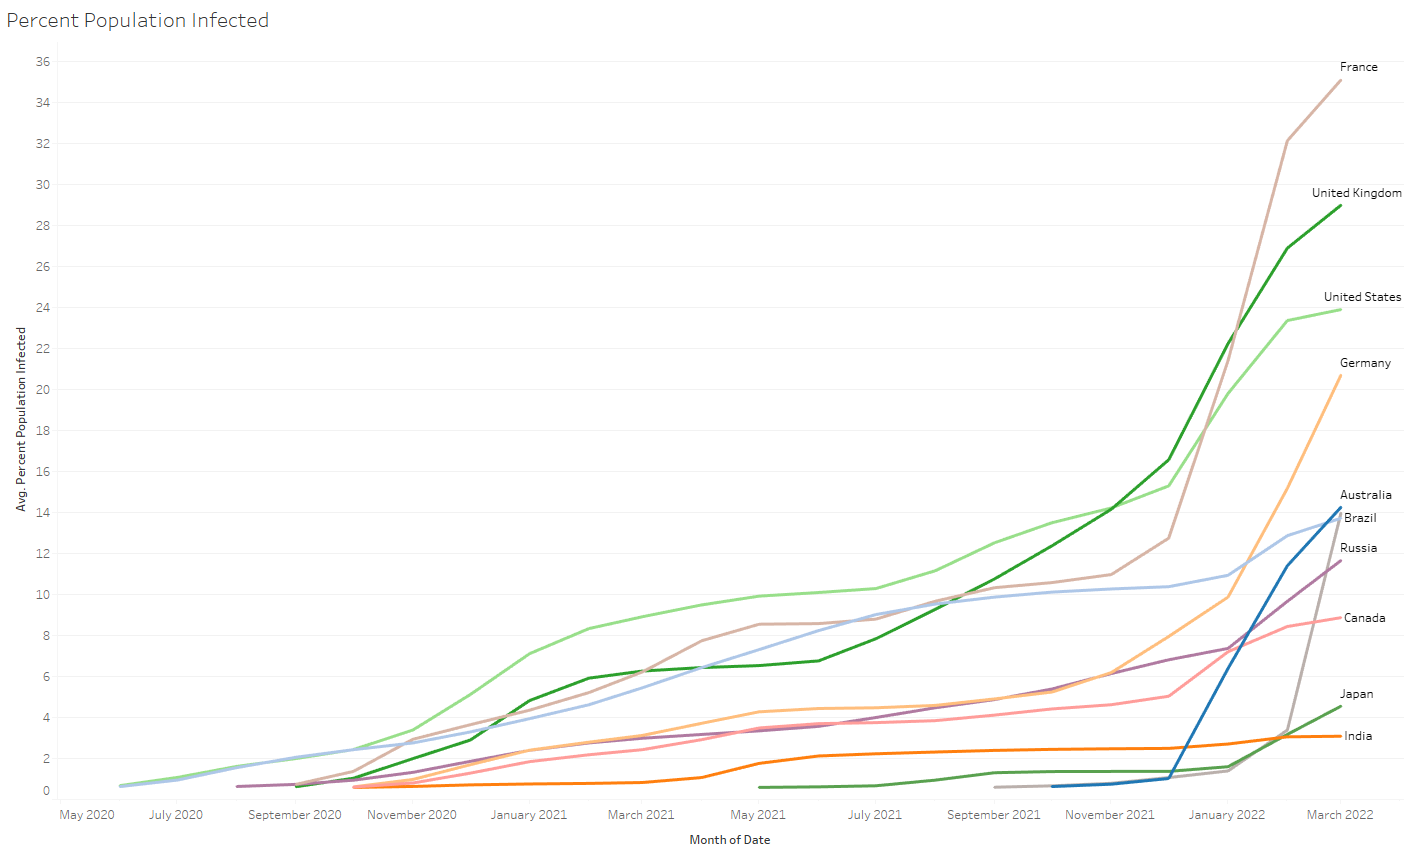 Percent Population Infected
36
34
32
30
28
26
24
22
20
18
16
14
12
10
8
6
4
2
0
Avg. Percent Population Infected
France
United Kingdom
United States
Germany
Australia
Brazil
Russia
Canada
Japan
India
May 2020 July 2020 September 2020 November 2020 January 2021 March 2021 May 2021 July 2021 September 2021 November 2021 January 2022 March 2022
Month of Date